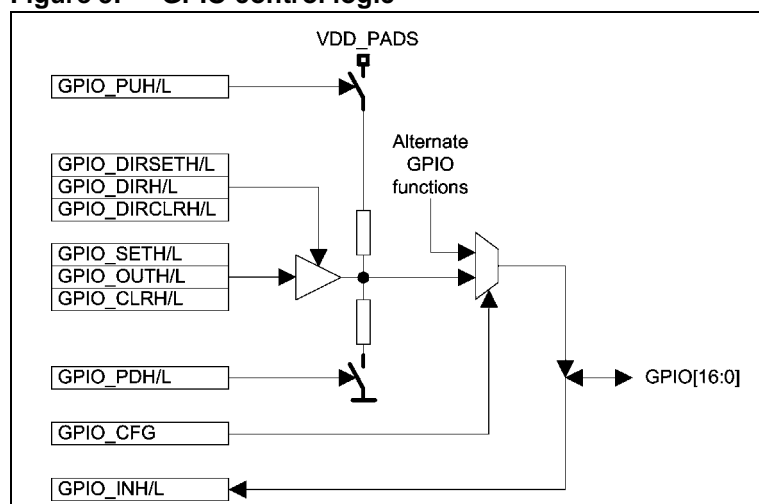 Figure GPIO control logic
VDD_PADS
GPIO_PUH/L
Alternate
GPIO
functions
GPIO_DIRSETH/L
GPIO_DIRH/L
GPIO_DIRCLRH/L
GPIO_SETH/L
GPIO_OUTH/L
GPIO_CLRH/L
GPIO_PDH/L
GPIO[16:0]
GPIO_CFG
GPIO_INH/L